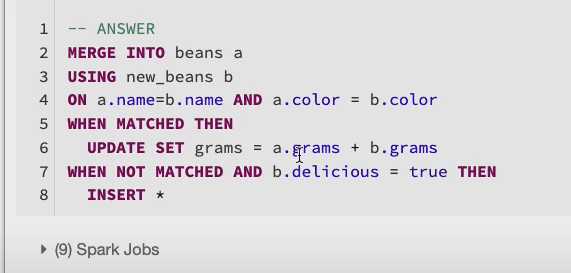 1 -- ANSWER
2 MERGE INTO beans a
3 USING new_beans b
4 ON a.name=b.name AND a.color = b.color
5 WHEN MATCHED THEN
6 UPDATE SET grams = a.grams + b.grams
7 WHEN NOT MATCHED AND b.delicious = true THEN
8 INSERT *
(9) Spark Jobs